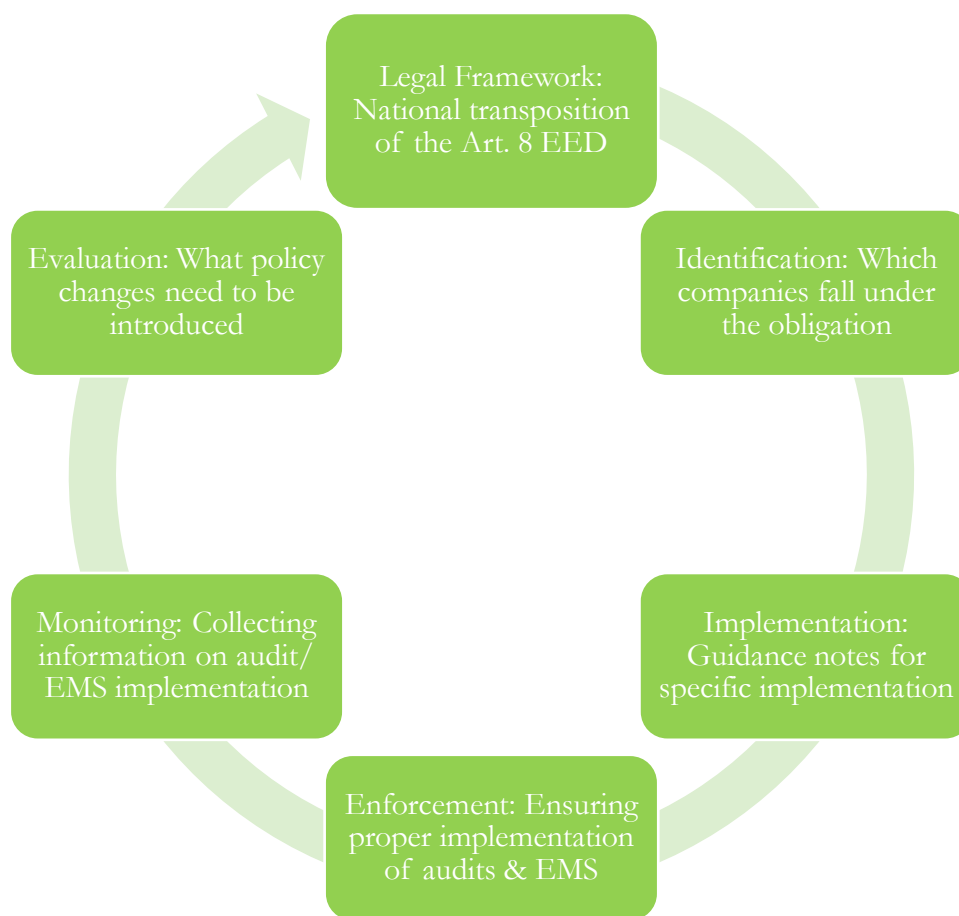 Legal Framework:
National transposition
of the Art. 8 EED
Identification: Which
companies fall under
the obligation
Implementation:
Guidance notes for
specific implementation
Enforcement: Ensuring
proper implementation
of audits & EMS
Monitoring: Collecting
information on audit/
EMS implementation
Evaluation: What policy
changes need to be
introduced